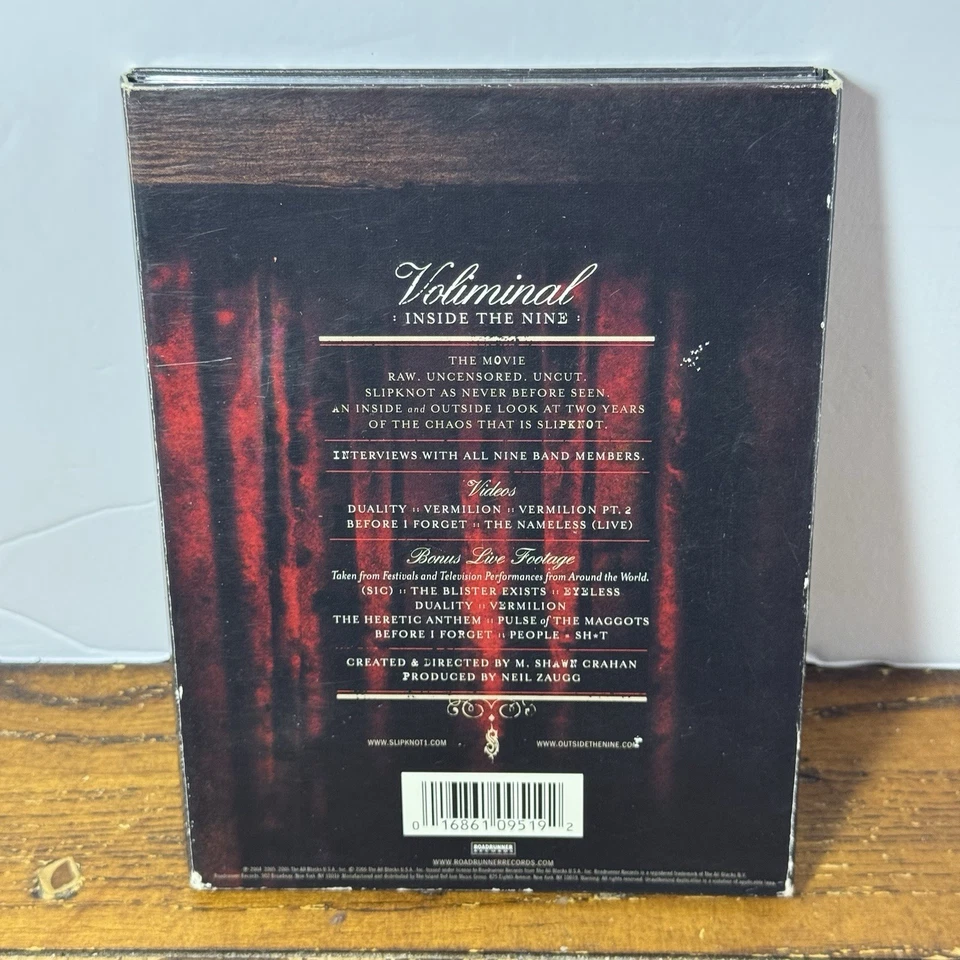 Voliminal
: INSIDE THE NINE :
THE MOVIE
RAW. UNCENSORED. UNCUT.
SLIPKNOT AS NEVER BEFORE SEEN.
AN INSIDE and OUTSIDE LOOK AT TWO YEARS
OF THE CHAOS THAT IS SLIPKNOT.
INTERVIEWS WITH ALL NINE BAND MEMBERS.
Videos
DUALITY :: VERMILION :: VERMILION PT. 2
BEFORE I FORGET :: THE NAMELESS (LIVE)
Bonus Live Footage
Taken from Festivals and Television Performances from Around the World.
(SIC) :: THE BLISTER EXISTS :: EYELESS
DUALITY :: VERMILION
THE HERETIC ANTHEM :: PULSE of THE MAGGOTS
BEFORE I FORGET :: PEOPLE = SH*T
CREATED & DIRECTED BY M. SHAWN CRAHAN
PRODUCED BY NEIL ZAUGG
WWW.SLIPKNOT1.COM WWW.OUTSIDETHENINE.COM
0 16861 09519 2
ROADRUNNER
RECORDS
WWW.ROADRUNNERRECORDS.COM